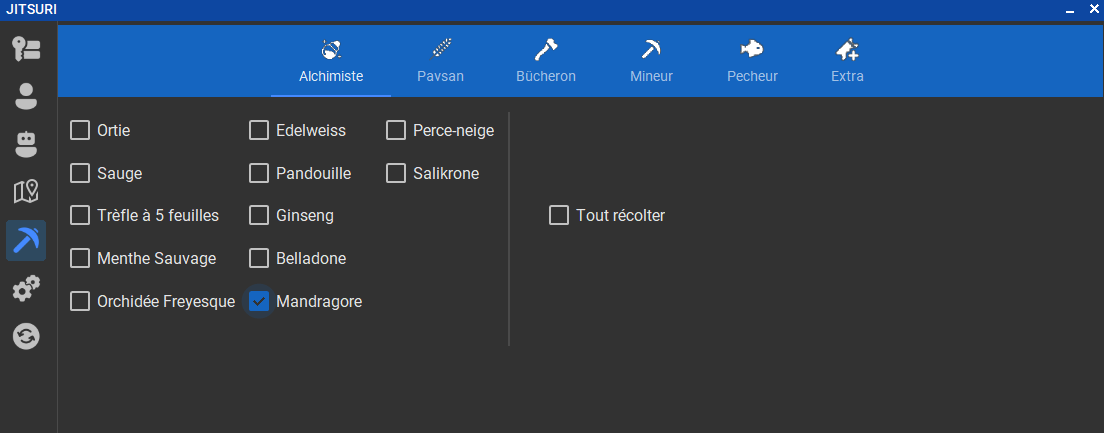 JITSURI
Alchimiste
Pavsan
Bûcheron
Mineur
Pecheur
Extra
Ortie
Edelweiss
Perce-neige
Sauge
Pandouille
Salikrone
Trèfle à 5 feuilles
Ginseng
Tout récolter
Menthe Sauvage
Belladone
Orchidée Freyesque
Mandragore